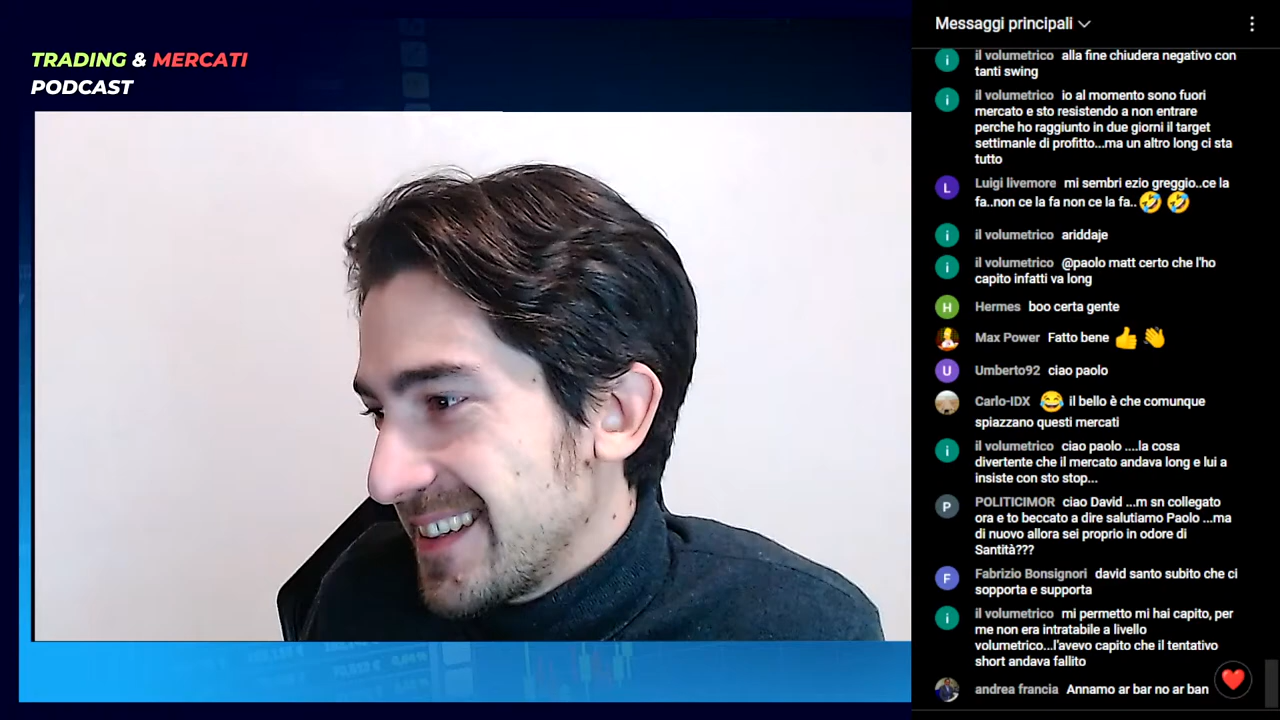 TRADING & MERCATI
PODCAST
Messaggi principali
il volumetrico alla fine chiudera negativo con
tanti swing
il volumetrico io al momento sono fuori
mercato e sto resistendo a non entrare
perche ho raggiunto in due giorni il target
settimanle di profitto...ma un altro long ci sta
tutto
Luigi livemore mi sembri ezio greggio..ce la
fa..non ce la fa non ce la fa.. 🤣 🤣
il volumetrico ariddaje
il volumetrico @paolo matt certo che l'ho
capito infatti va long
Hermes boo certa gente
Max Power Fatto bene 👍 👏
Umberto92 ciao paolo
Carlo-IDX 😂 il bello è che comunque
spiazzano questi mercati
il volumetrico ciao paolo ....la cosa
divertente che il mercato andava long e lui a
insiste con sto stop...
POLITICIMOR ciao David ...m sn collegato
ora e to beccato a dire salutiamo Paolo ...ma
di nuovo allora sei proprio in odore di
Santità???
Fabrizio Bonsignori david santo subito che ci
sopporta e supporta
il volumetrico mi permetto mi hai capito, per
me non era intratabile a livello
volumetrico...l'avevo capito che il tentativo
short andava fallito
andrea francia Annamo ar bar no ar ban